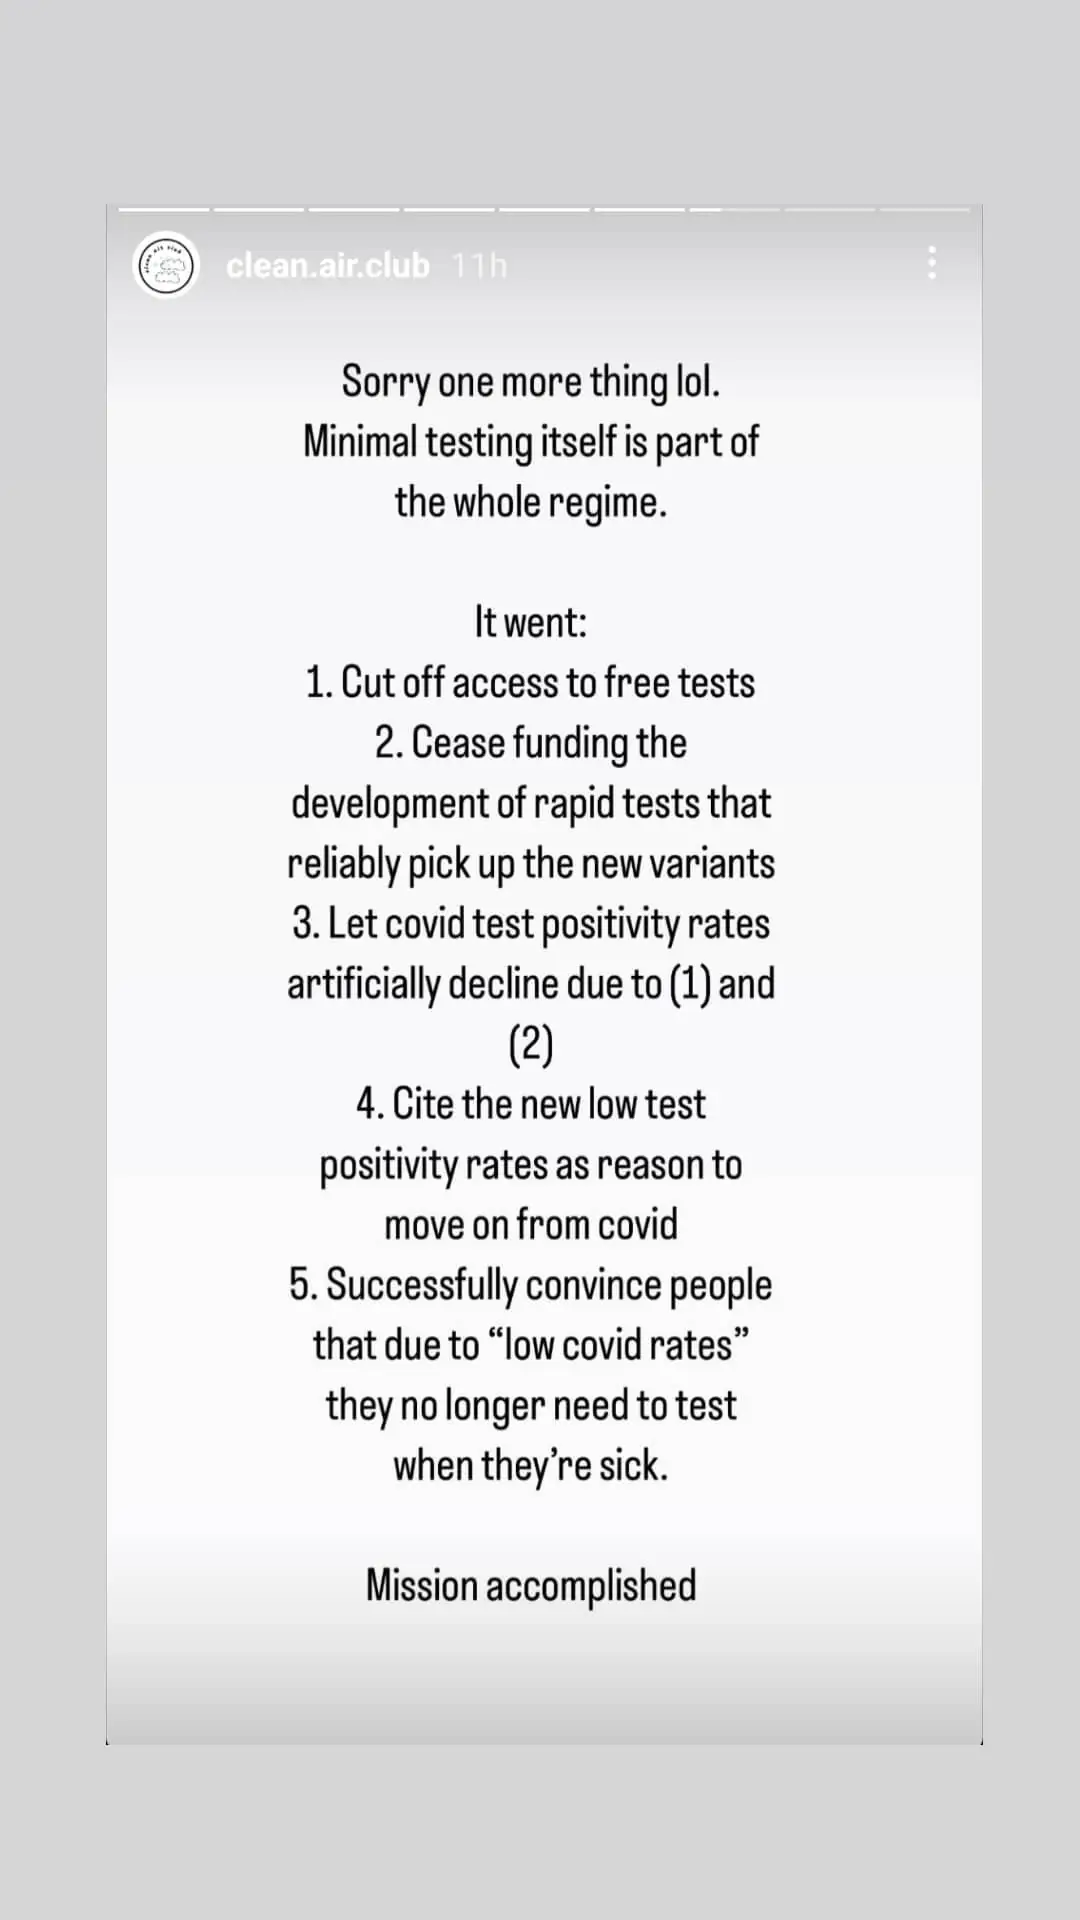 clean air club
clean.air.club 11h
Sorry one more thing lol.
Minimal testing itself is part of
the whole regime.
It went:
1. Cut off access to free tests
2. Cease funding the
development of rapid tests that
reliably pick up the new variants
3. Let covid test positivity rates
artificially decline due to (1) and
(2)
4. Cite the new low test
positivity rates as reason to
move on from covid
5. Successfully convince people
that due to “low covid rates”
they no longer need to test
when they’re sick.
Mission accomplished